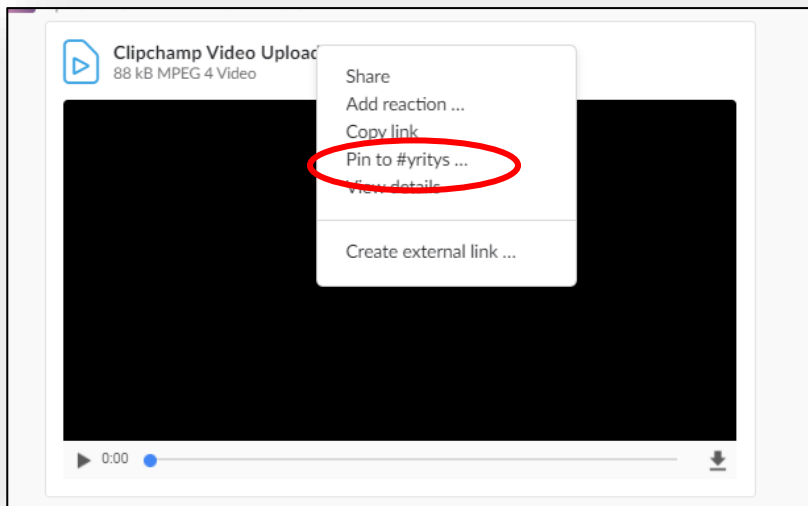 Clipchamp Video Upload
88 kB MPEG 4 Video
Share
Add reaction ...
Copy link
Pin to #yritys ...
View details
Create external link ...
0:00